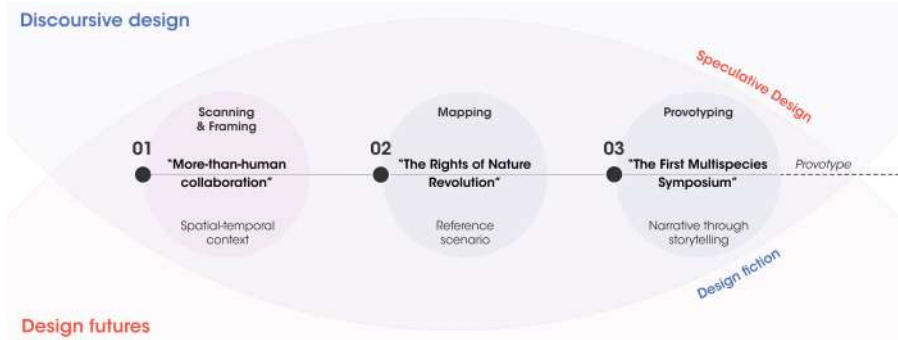 Discoursive design
Speculative Design
Scanning
& Framing
01
"More-than-human
collaboration"
Spatial-temporal
context
Mapping
02
"The Rights of Nature
Revolution"
Reference
scenario
Provotyping
03
"The First Multispecies
Symposium"
Narrative through
storytelling
Provotype
Design fiction
Design futures